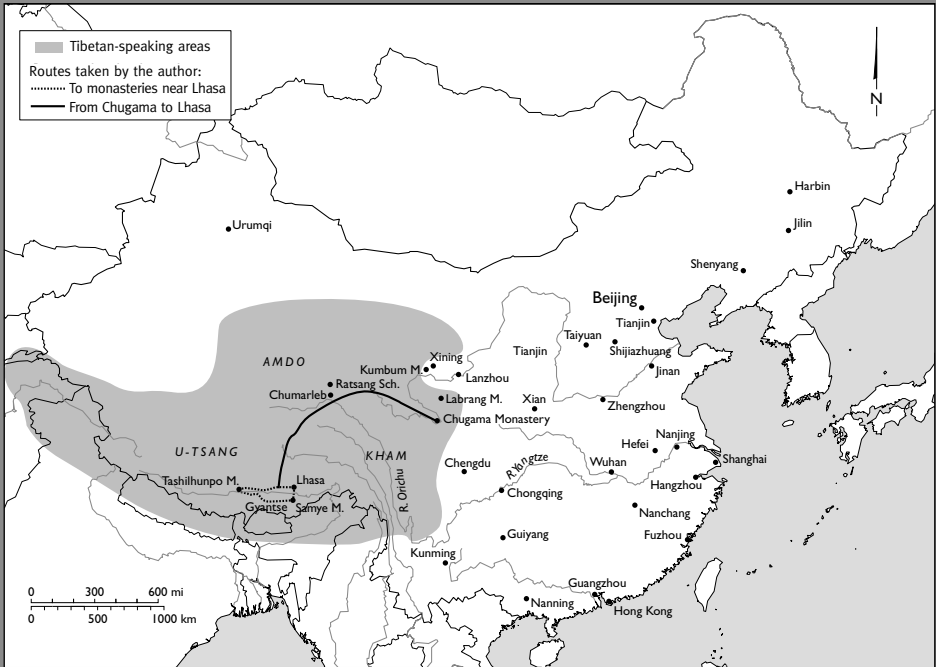 Tibetan-speaking areas
Routes taken by the author:
To monasteries near Lhasa
From Chugama to Lhasa
N
Harbin
Urumqi
Jilin
Shenyang
Beijing
Tianjin
Taiyuan
Tianjin
Shijiazhuang
AMDO
Xining
Kumbum M.
Jinan
Lanzhou
Ratsang Sch.
Chumarleb
Labrang M.
Xian
Zhengzhou
Chugama Monastery
Nanjing
Hefei
U-TSANG
KHAM
Shanghai
Chengdu
R.Yangtze
Wuhan
Tashilhunpo M.
Lhasa
R. Orichu
Hangzhou
Chongqing
Gyantse
Samye M.
Nanchang
Guiyang
Fuzhou
Kunming
Guangzhou
0 300 600 mi
Nanning
Hong Kong
0 500 1000 km